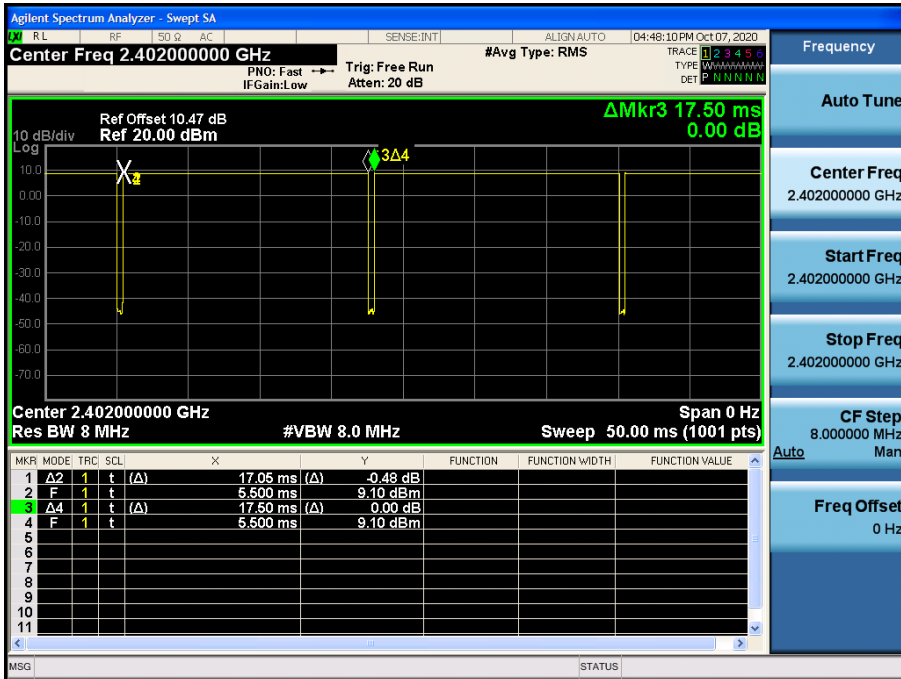 Agilent Spectrum Analyzer - Swept SA
LXI RL RF 50 Ω AC SENSE:INT ALIGN AUTO 04:48:10 PM Oct 07, 2020
Center Freq 2.402000000 GHz
#Avg Type: RMS
TRACE 1 2 3 4 5 6
TYPE W
DET P N N N N N
PNO: Fast
IFGain:Low
Trig: Free Run
Atten: 20 dB
ΔMkr3 17.50 ms
0.00 dB
Ref Offset 10.47 dB
10 dB/div Ref 20.00 dBm
Log
10.0
0.00
-10.0
-20.0
-30.0
-40.0
-50.0
-60.0
-70.0
3Δ4
Center 2.402000000 GHz Span 0 Hz
Res BW 8 MHz #VBW 8.0 MHz Sweep 50.00 ms (1001 pts)
MKR MODE TRC SCL X Y FUNCTION FUNCTION WIDTH FUNCTION VALUE
1 Δ2 1 t (Δ) 17.05 ms (Δ) -0.48 dB
2 F 1 t 5.500 ms 9.10 dBm
3 Δ4 1 t (Δ) 17.50 ms (Δ) 0.00 dB
4 F 1 t 5.500 ms 9.10 dBm
5
6
7
8
9
10
11
MSG STATUS
Frequency
Auto Tune
Center Freq
2.402000000 GHz
Start Freq
2.402000000 GHz
Stop Freq
2.402000000 GHz
CF Step
8.000000 MHz
Auto Man
Freq Offset
0 Hz